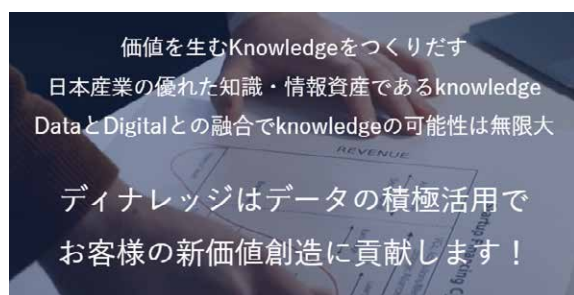 価値を生むKnowledgeをつくりだす
日本産業の優れた知識・情報資産であるknowledge
DataとDigitalとの融合でknowledgeの可能性は無限大
REVENUE
ディナレッジはデータの積極活用で
お客様の新価値創造に貢献します！